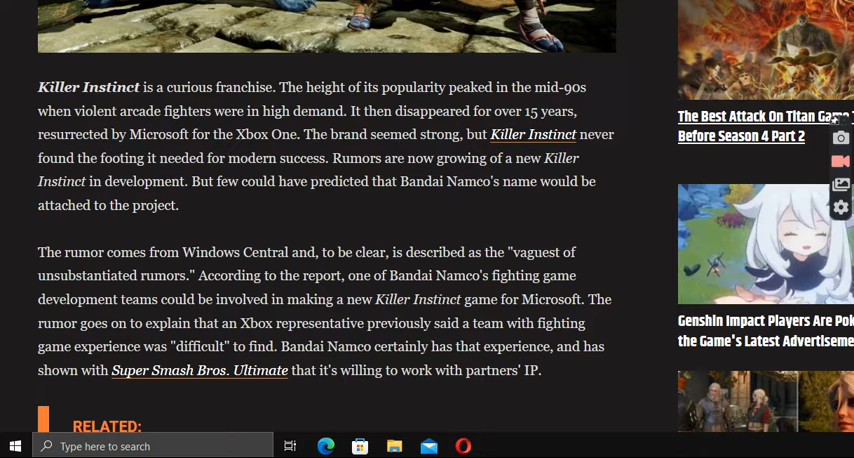 Killer Instinct is a curious franchise. The height of its popularity peaked in the mid-90s
when violent arcade fighters were in high demand. It then disappeared for over 15 years,
resurrected by Microsoft for the Xbox One. The brand seemed strong, but Killer Instinct never
found the footing it needed for modern success. Rumors are now growing of a new Killer
Instinct in development. But few could have predicted that Bandai Namco's name would be
attached to the project.
The rumor comes from Windows Central and, to be clear, is described as the "vaguest of
unsubstantiated rumors." According to the report, one of Bandai Namco's fighting game
development teams could be involved in making a new Killer Instinct game for Microsoft. The
rumor goes on to explain that an Xbox representative previously said a team with fighting
game experience was "difficult" to find. Bandai Namco certainly has that experience, and has
shown with Super Smash Bros. Ultimate that it's willing to work with partners' IP.
RELATED:
The Best Attack On Titan Game
Before Season 4 Part 2
Genshin Impact Players Are
the Game's Latest
Type here to search